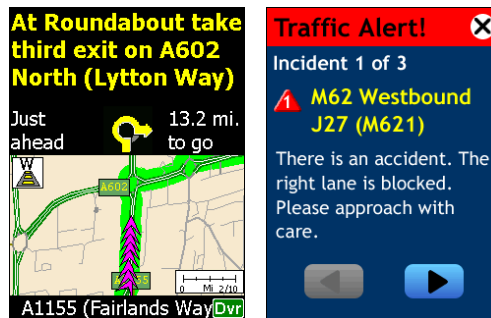 At Roundabout take
third exit on A602
North (Lytton Way)
Just
ahead
13.2 mi.
to go
W
A602
0 Mi 2/10
A1155 (Fairlands Way
Dvr
Traffic Alert!
Incident 1 of 3
1
M62 Westbound
J27 (M621)
There is an accident. The
right lane is blocked.
Please approach with
care.